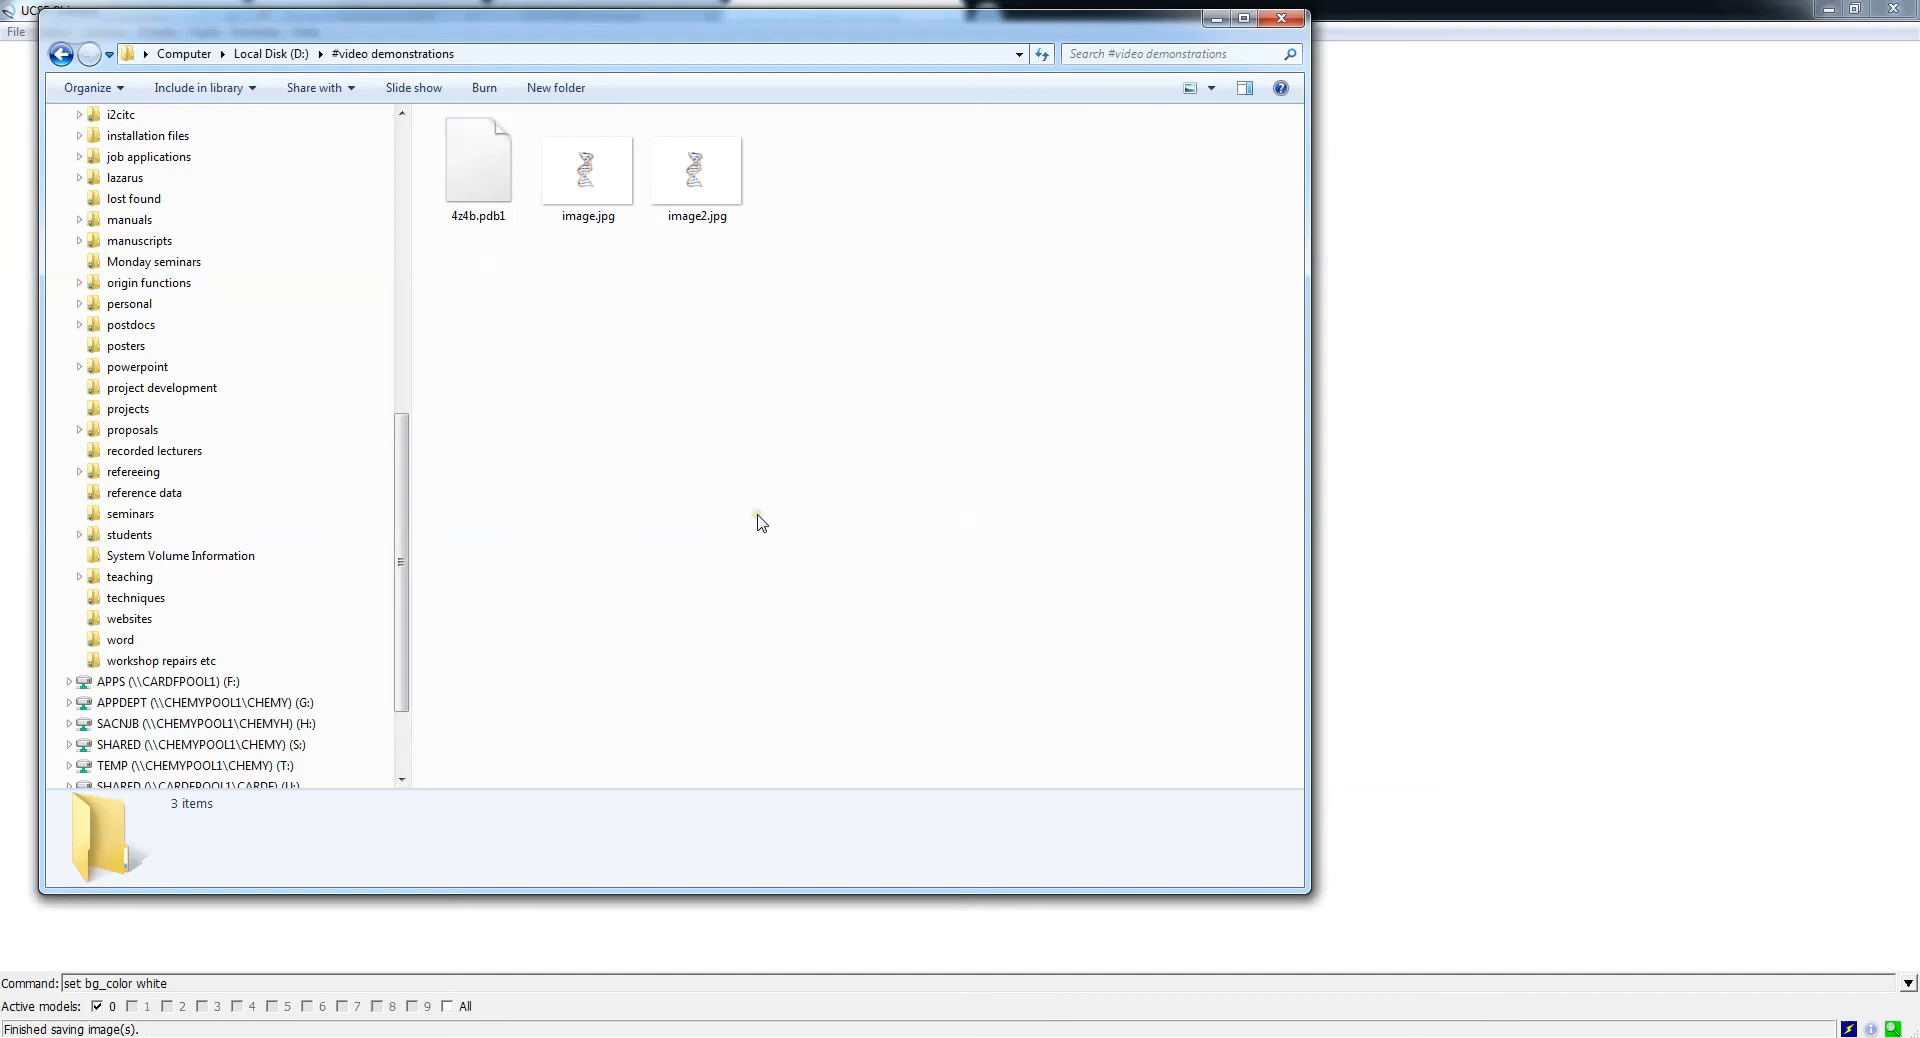 File
Computer Local Disk (D:) #video demonstrations
Search #video demonstrations
Organize Include in library Share with Slide show Burn New folder
i2citc
installation files
job applications
lazarus
lost found
manuals
manuscripts
Monday seminars
origin functions
personal
postdocs
posters
powerpoint
project development
projects
proposals
recorded lecturers
refereeing
reference data
seminars
students
System Volume Information
teaching
techniques
websites
word
workshop repairs etc
APPS (\\CARDFPOOL1) (F:)
APPDEPT (\\CHEMYPOOL1\CHEMY) (G:)
SACNJB (\\CHEMYPOOL1\CHEMYH) (H:)
SHARED (\\CHEMYPOOL1\CHEMY) (S:)
TEMP (\\CHEMYPOOL1\CHEMY) (T:)
SHARED (\\CARDFPOOL1\CARDF) (U:)
4z4b.pdb1
image.jpg
image2.jpg
3 items
Command: set bg_color white
Active models: 0 1 2 3 4 5 6 7 8 9 All
Finished saving image(s).